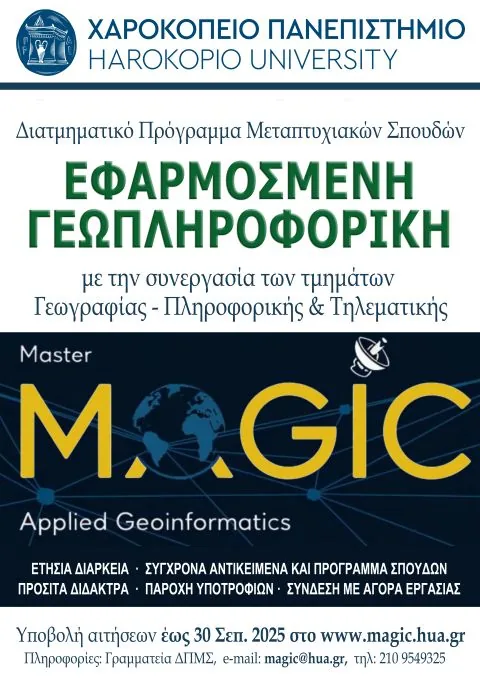 ΧΑΡΟΚΟΠΕΙΟ ΠΑΝΕΠΙΣΤΗΜΙΟ
HAROKOPIO UNIVERSITY
Διατμηματικό Πρόγραμμα Μεταπτυχιακών Σπουδών
ΕΦΑΡΜΟΣΜΕΝΗ
ΓΕΩΠΛΗΡΟΦΟΡΙΚΗ
με την συνεργασία των τμημάτων
Γεωγραφίας - Πληροφορικής & Τηλεματικής
Master
MAGIC
Applied Geoinformatics
ΕΤΗΣΙΑ ΔΙΑΡΚΕΙΑ · ΣΥΓΧΡΟΝΑ ΑΝΤΙΚΕΙΜΕΝΑ ΚΑΙ ΠΡΟΓΡΑΜΜΑ ΣΠΟΥΔΩΝ
ΠΡΟΣΙΤΑ ΔΙΔΑΚΤΡΑ · ΠΑΡΟΧΗ ΥΠΟΤΡΟΦΙΩΝ · ΣΥΝΔΕΣΗ ΜΕ ΑΓΟΡΑ ΕΡΓΑΣΙΑΣ
Υποβολή αιτήσεων έως 30 Σεπ. 2025 στο www.magic.hua.gr
Πληροφορίες: Γραμματεία ΔΠΜΣ, e-mail: magic@hua.gr, τηλ: 210 9549325